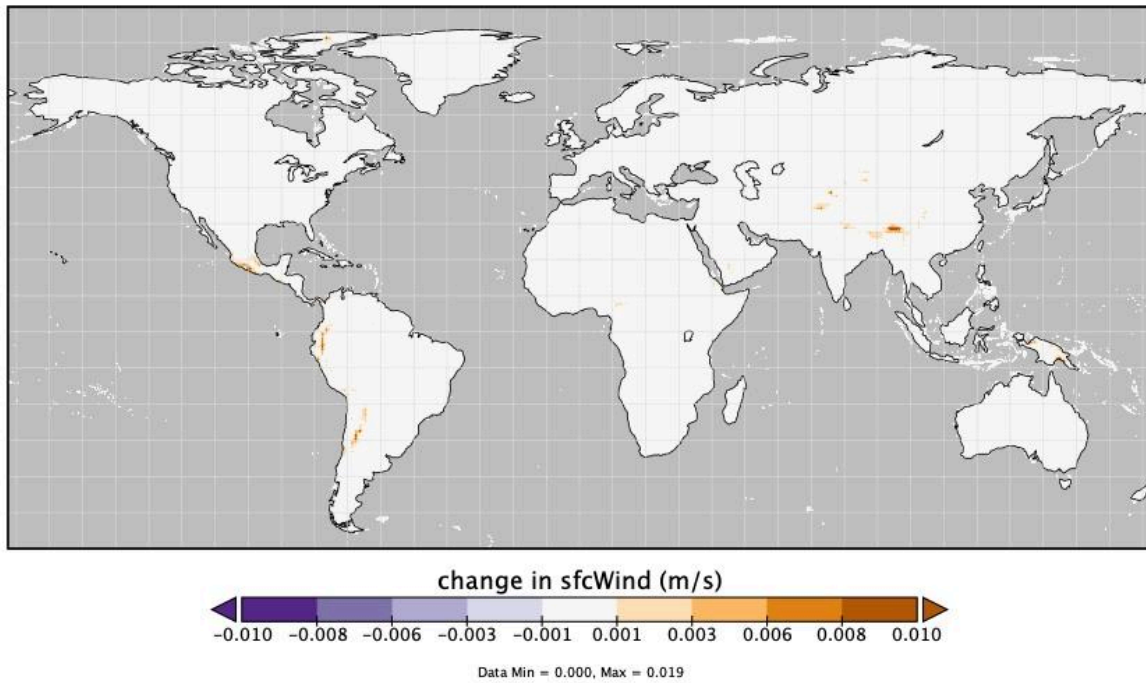 change in sfcWind (m/s)
−0.010 −0.008 −0.006 −0.003 −0.001 0.001 0.003 0.006 0.008 0.010
Data Min = 0.000, Max = 0.019